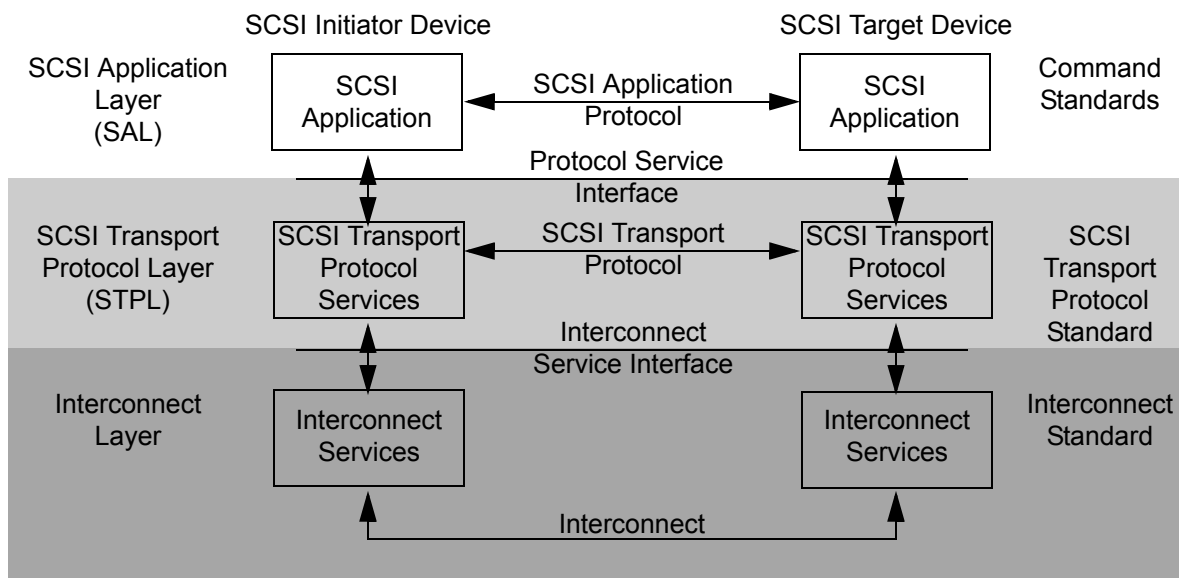 SCSI Initiator Device
SCSI Target Device
SCSI Application
Layer
(SAL)
SCSI
Application
SCSI Application
Protocol
SCSI
Application
Command
Standards
Protocol Service
Interface
SCSI Transport
Protocol Layer
(STPL)
SCSI Transport
Protocol
Services
SCSI Transport
Protocol
SCSI Transport
Protocol
Services
SCSI
Transport
Protocol
Standard
Interconnect
Service Interface
Interconnect
Layer
Interconnect
Services
Interconnect
Services
Interconnect
Standard
Interconnect